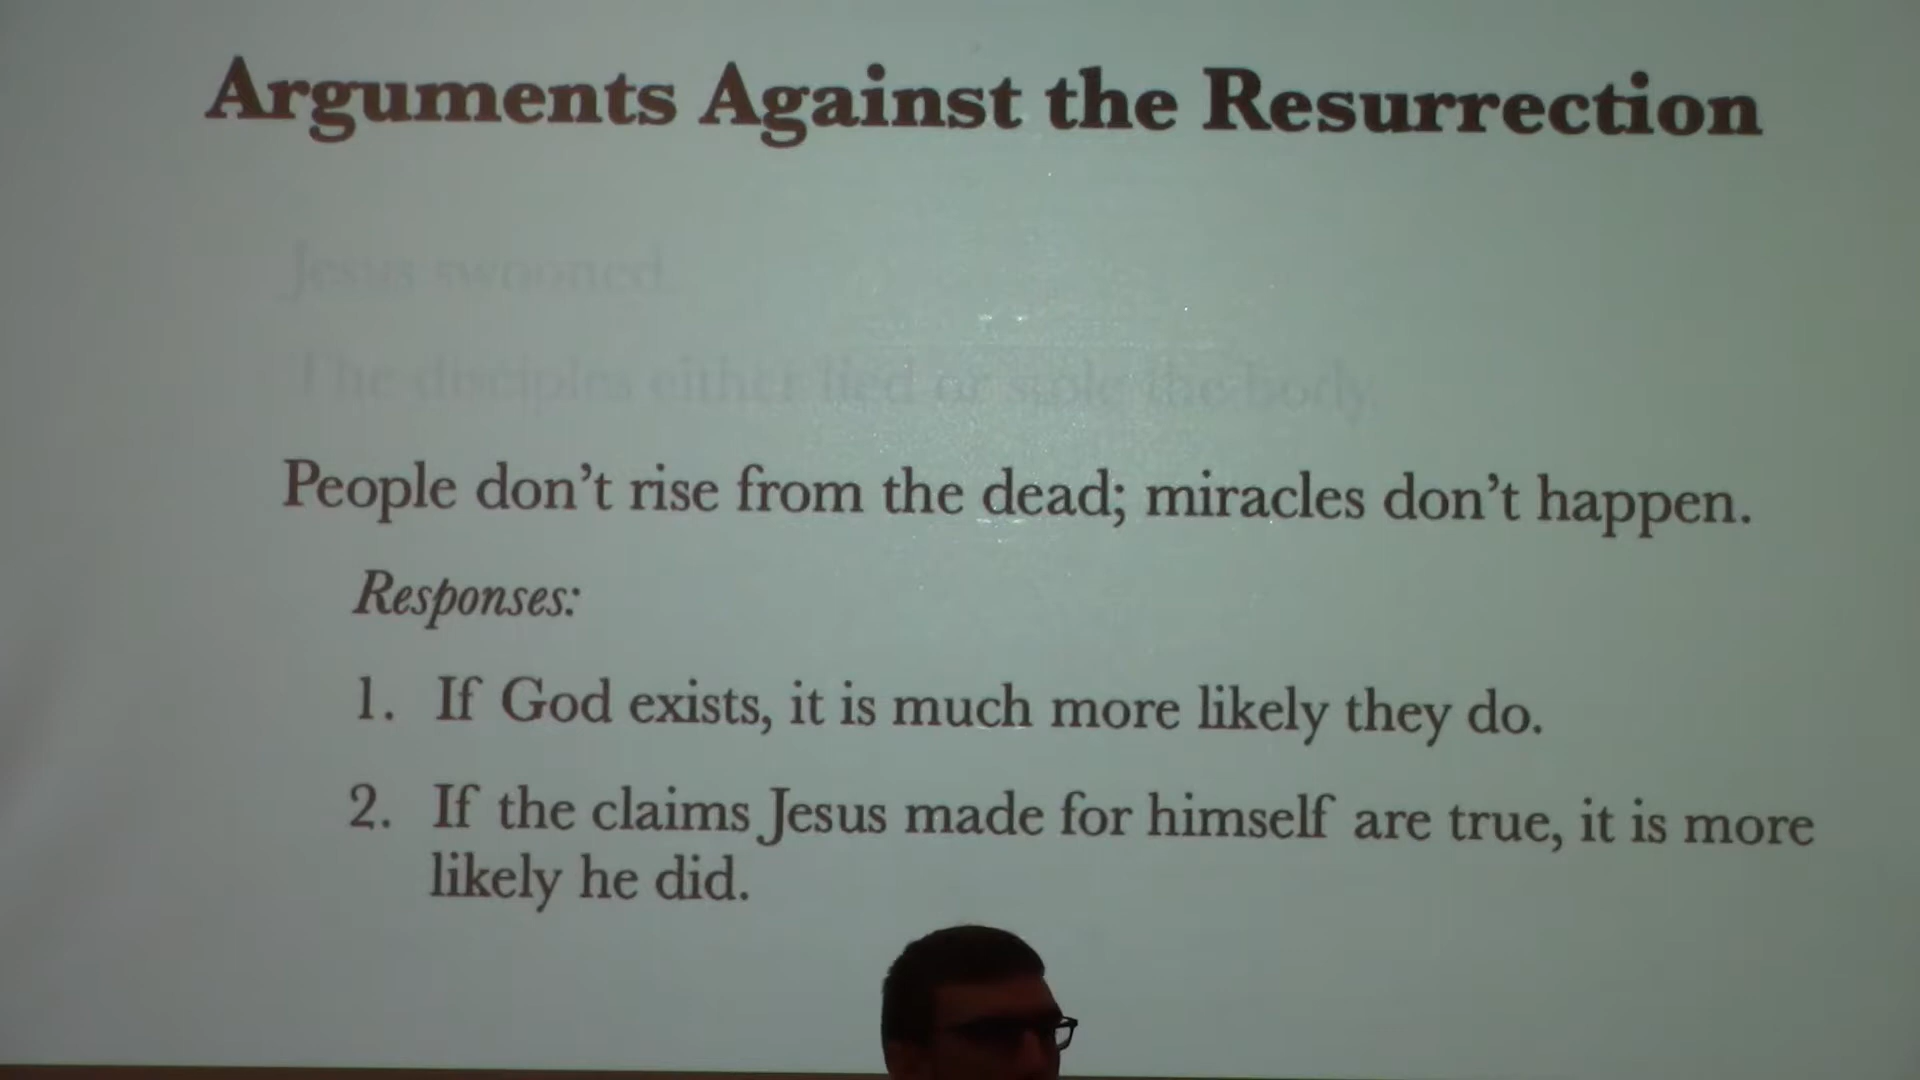 Arguments Against the Resurrection
Jesus swooned.
The disciples either lied or stole the body.
People don’t rise from the dead; miracles don’t happen.
Responses:
1. If God exists, it is much more likely they do.
2. If the claims Jesus made for himself are true, it is more
likely he did.